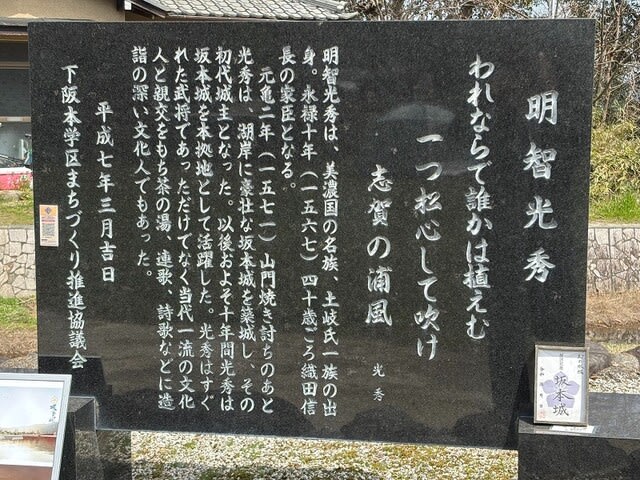 明智光秀
われならで誰かは植えむ
一つ松心して吹け
志賀の浦風
光秀
明智光秀は、美濃国の名族、土岐氏一族の出
身。永禄十年（一五六七）四十歳ごろ織田信
長の家臣となる。
元亀二年（一五七一）山門焼き討ちのあと
光秀は、湖岸に豪壮な坂本城を築城し、その
初代城主となった。以後およそ十年間光秀は
坂本城を本拠地として活躍した。光秀はすぐ
れた武将であっただけでなく当代一流の文化
人と親交をもち茶の湯、連歌、詩歌などに造
詣の深い文化人でもあった。
平成七年三月吉日
下阪本学区まちづくり推進協議会
坂本城